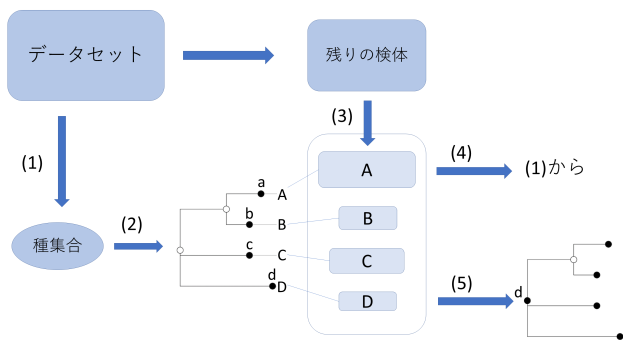 データセット
残りの検体
(1)
(3)
(4)
(1)から
A
a
A
b
B
B
種集合
(2)
c
C
C
d
D
D
(5)
d